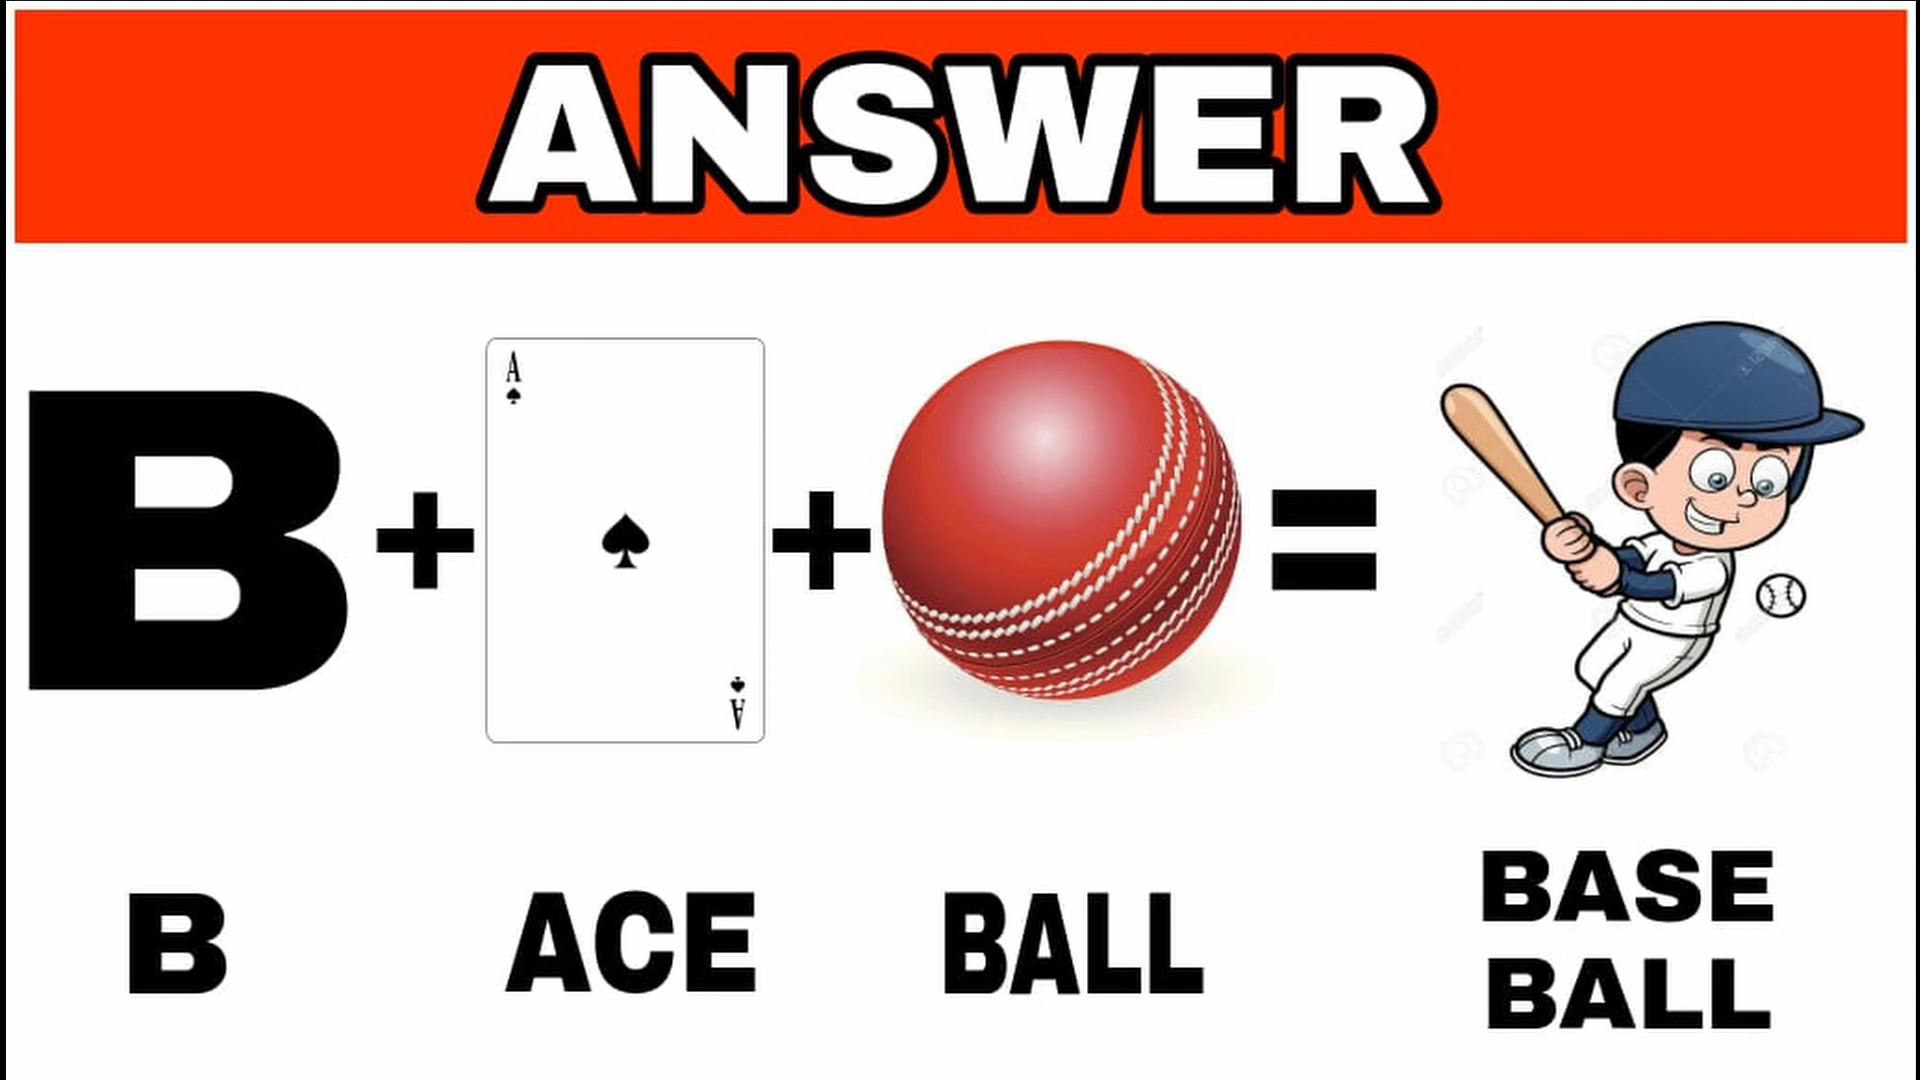 ANSWER
B + A + = 
A
B ACE BALL
BASE
BALL